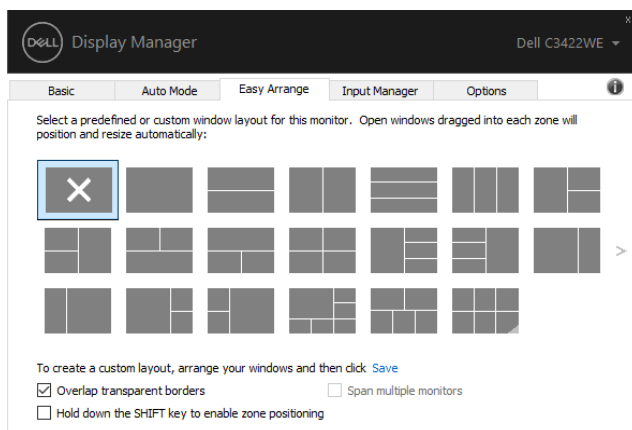 DELL Display Manager Dell C3422WE
Basic Auto Mode Easy Arrange Input Manager Options
Select a predefined or custom window layout for this monitor. Open windows dragged into each zone will
position and resize automatically:
To create a custom layout, arrange your windows and then click Save
Overlap transparent borders Span multiple monitors
Hold down the SHIFT key to enable zone positioning